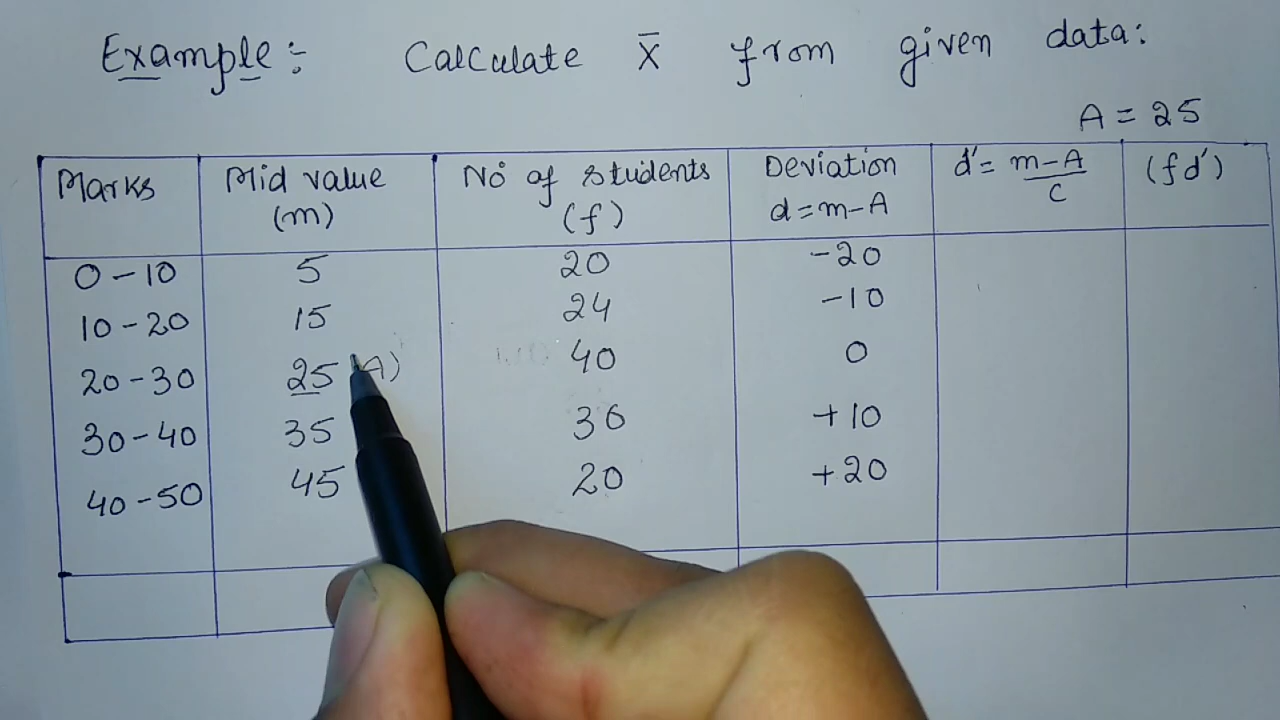 Example:- Calculate X̄ from given data:
A = 25
Marks Mid value (m) No of students (f) Deviation d = m-A d' = m-A / C (fd')
0-10 5 20 -20
10-20 15 24 -10
20-30 25 (A) 40 0
30-40 35 36 +10
40-50 45 20 +20